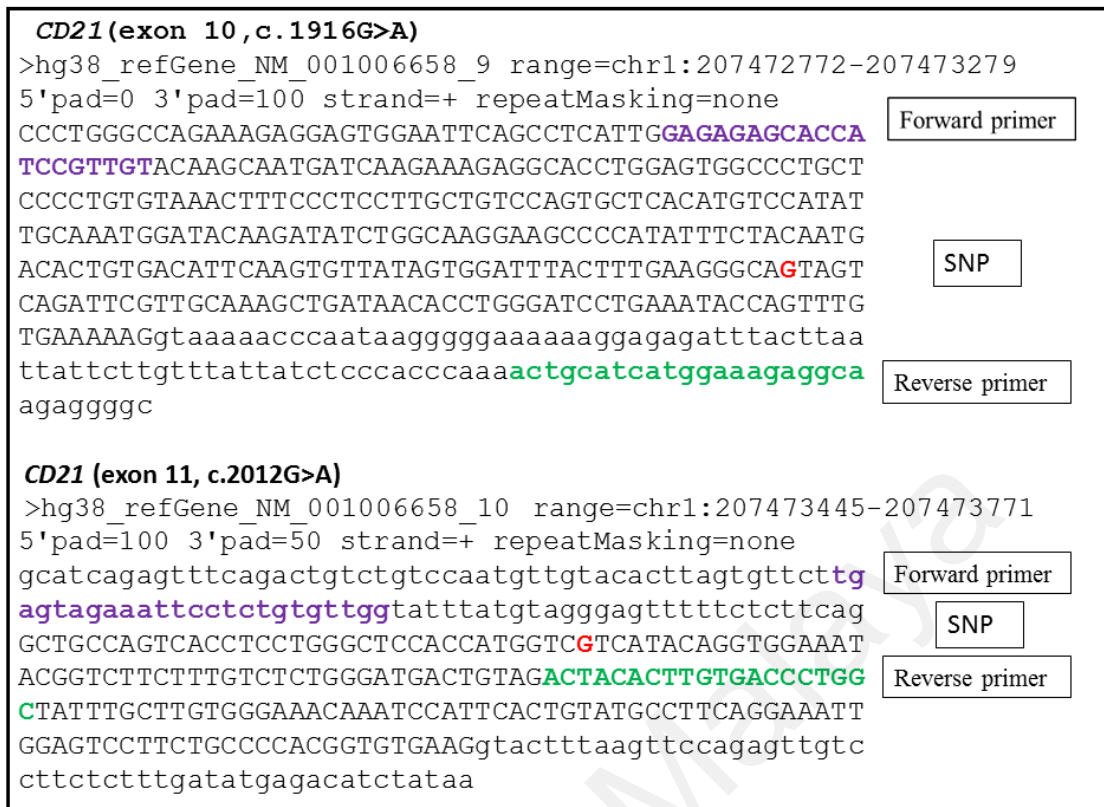 CD21(exon 10,c.1916G>A)
>hg38_refGene_NM_001006658_9 range=chr1:207472772-207473279
5'pad=0 3'pad=100 strand=+ repeatMasking=none
CCCTGGGCCAGAAAGAGGAGTGGAATTCAGCCTCATTGGAGAGAGCACCA
Forward primer
TCCGTTGTACAAGCAATGATCAAGAAAGAGGCACCTGGAGTGGCCCTGCT
CCCCTGTGTAAACTTTCCCTCCTTGCTGTCCAGTGCTCACATGTCCATAT
TGCAAATGGATACAAGATATCTGGCAAGGAAGCCCCATATTTCTACAATG
ACACTGTGACATTCAAGTGTTATAGTGGATTTACTTTGAAGGGCAGTAGT
SNP
CAGATTCGTTGCAAAGCTGATAACACCTGGGATCCTGAAATACCAGTTTG
TGAAAAAGgtaaaaacccaataagggggaaaaaaggagagatttacttaa
ttattcttgtttattatctcccacccaaaactgcatcatggaaagaggca
Reverse primer
agaggggc
CD21 (exon 11, c.2012G>A)
>hg38_refGene_NM_001006658_10 range=chr1:207473445-207473771
5'pad=100 3'pad=50 strand=+ repeatMasking=none
gcatcagagtttcagactgtctgtccaatgttgtacacttagtgttcttg
Forward primer
agtagaaattcctctgtgttggtatttatgtagggagtttttctcttcag
GCTGCCAGTCACCTCCTGGGCTCCACCATGGTCGTCATACAGGTGGAAAT
SNP
ACGGTCTTCTTTGTCTCTGGGATGACTGTAGACTACACTTGTGACCCTGG
Reverse primer
CTATTTGCTTGTGGGAAACAAATCCATTCACTGTATGCCTTCAGGAAATT
GGAGTCCTTCTGCCCCACGGTGTGAAGgtactttaagttccagagttgtc
cttctctttgatatgagacatctataa
Malaya